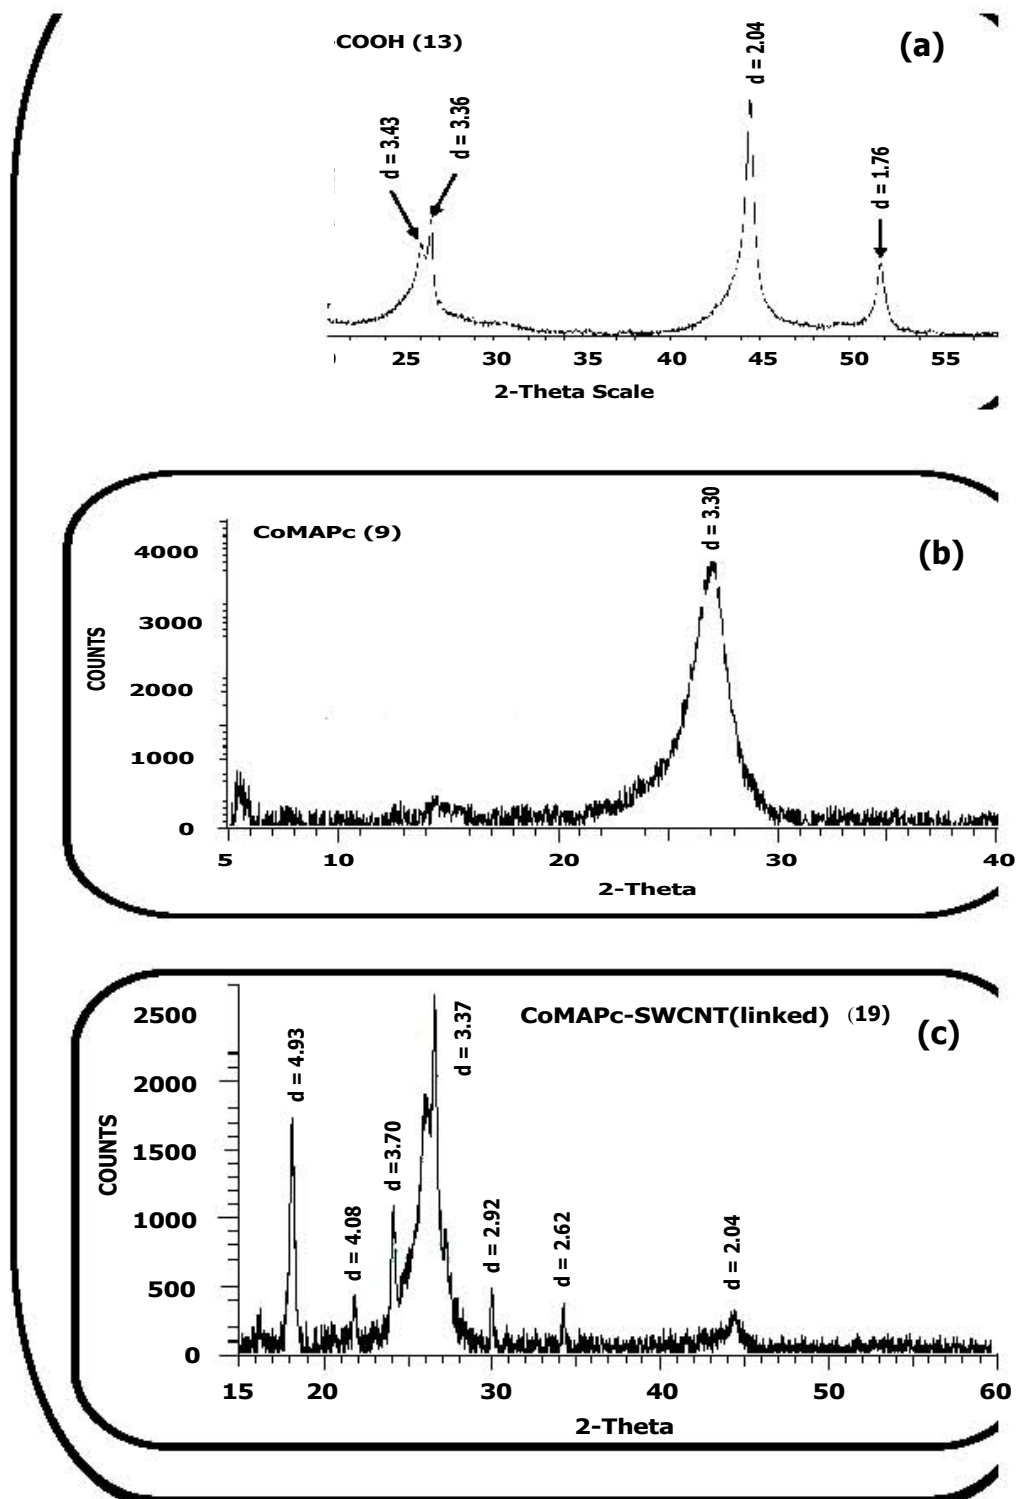 -COOH (13)
(a)
d = 3.43
d = 3.36
d = 2.04
d = 1.76
25 30 35 40 45 50 55
2-Theta Scale
CoMAPc (9)
(b)
d = 3.30
COUNTS
4000
3000
2000
1000
0
5 10 20 30 40
2-Theta
CoMAPc-SWCNT(linked) (19)
(c)
d = 4.93
d = 4.08
d =3.70
d = 3.37
d = 2.92
d = 2.62
d = 2.04
COUNTS
2500
2000
1500
1000
500
0
15 20 30 40 50 60
2-Theta